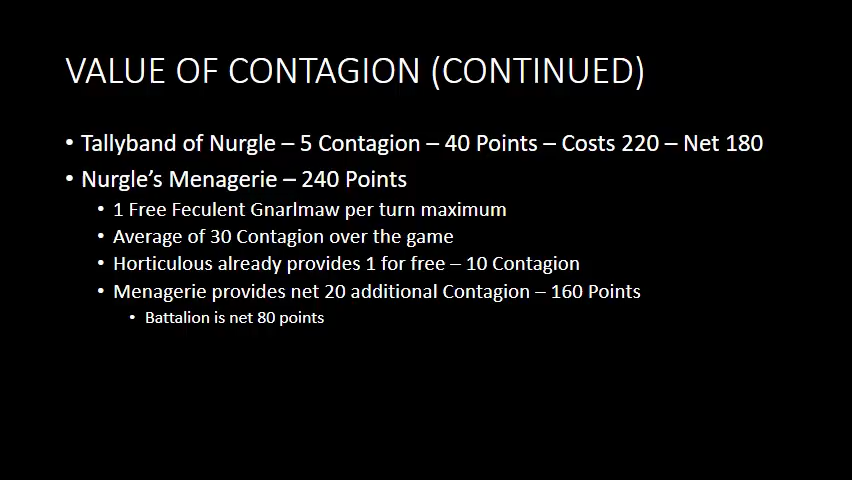 VALUE OF CONTAGION (CONTINUED)
• Tallyband of Nurgle – 5 Contagion – 40 Points – Costs 220 – Net 180
• Nurgle’s Menagerie – 240 Points
• 1 Free Feculent Gnarlmaw per turn maximum
• Average of 30 Contagion over the game
• Horticulous already provides 1 for free – 10 Contagion
• Menagerie provides net 20 additional Contagion – 160 Points
• Battalion is net 80 points